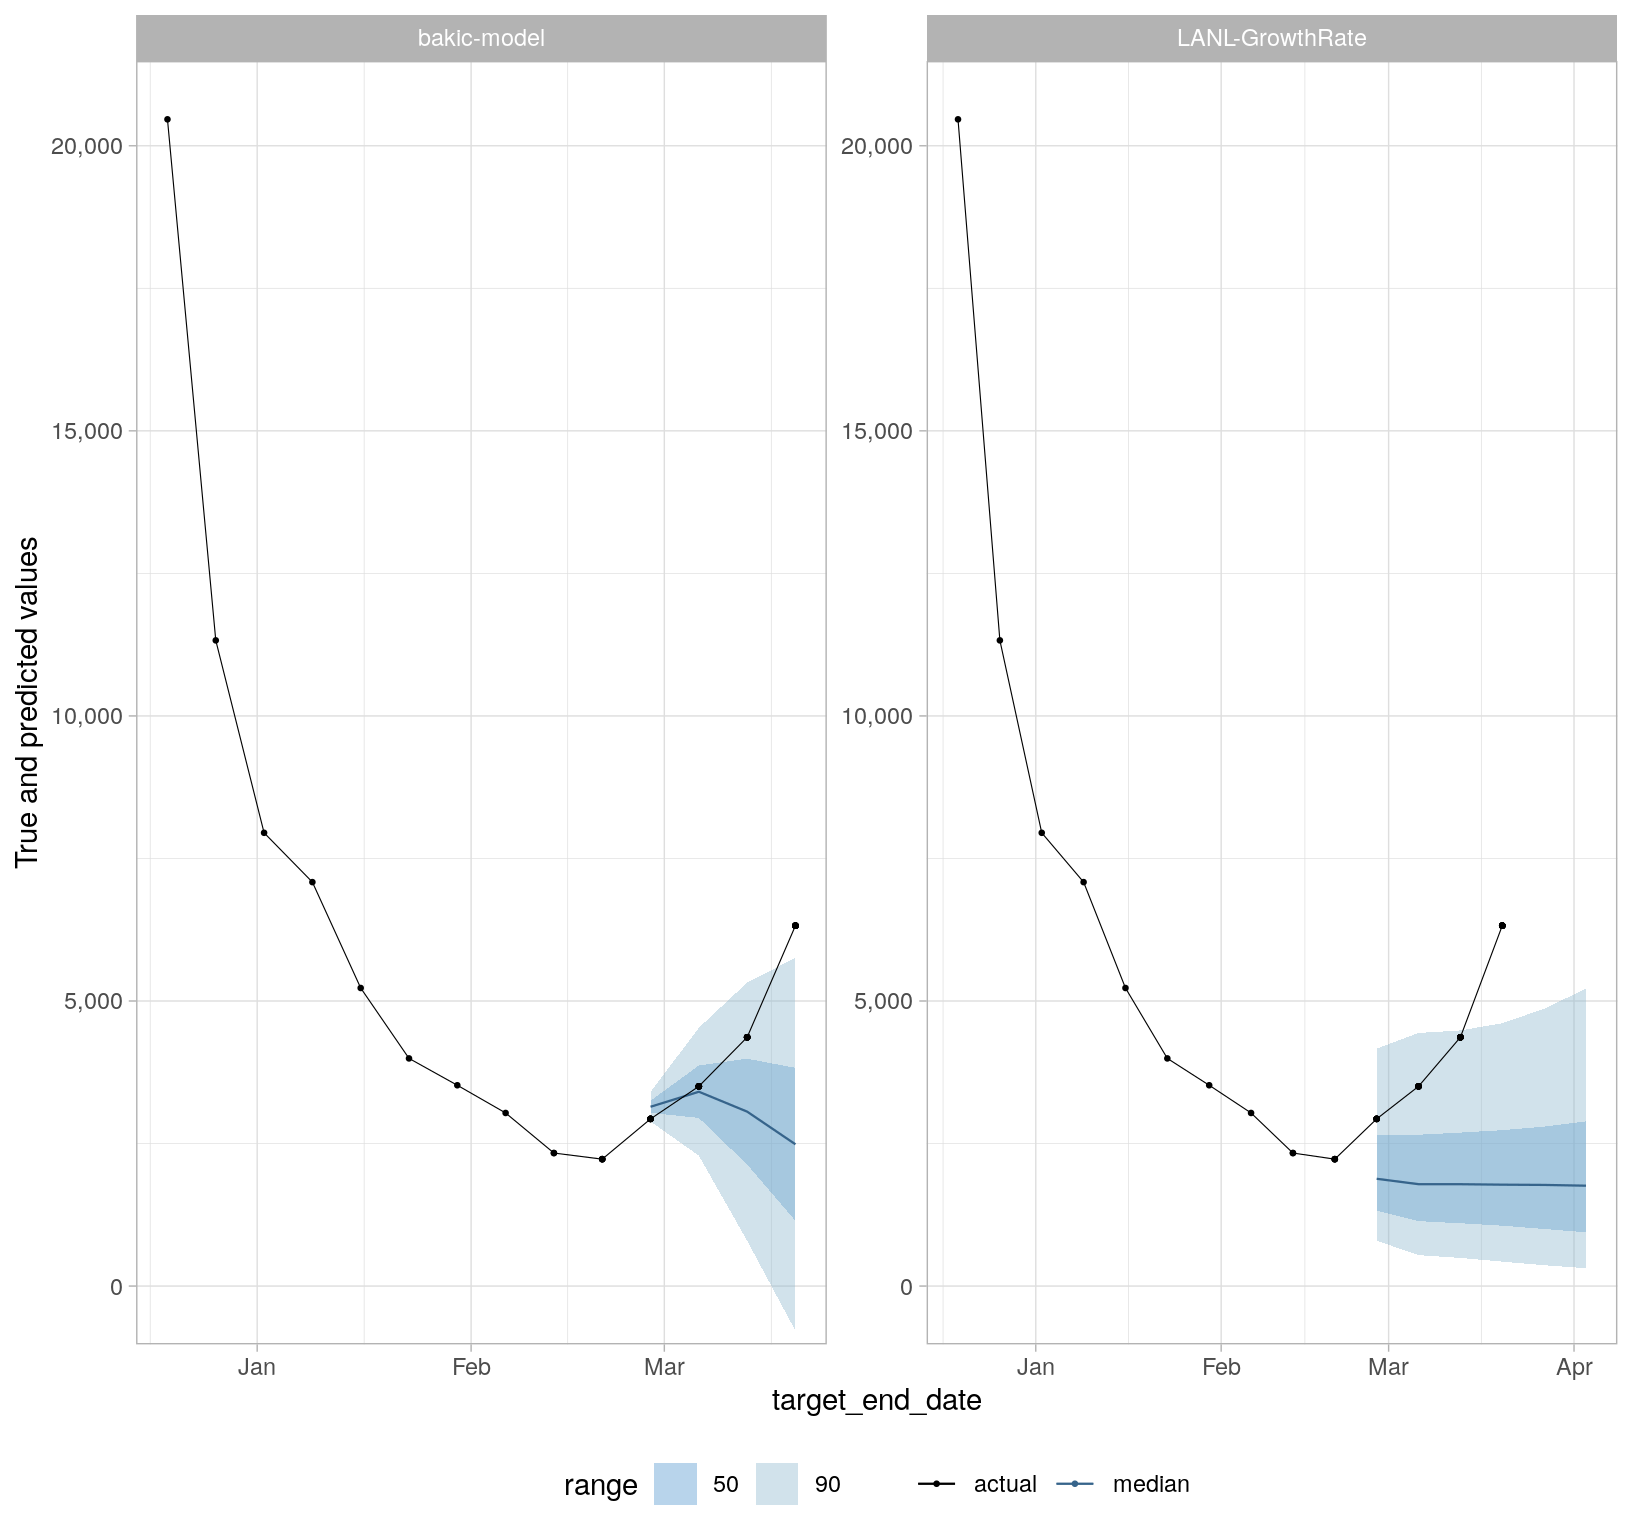 bakic-model
LANL-GrowthRate
True and predicted values
20,000
15,000
10,000
5,000
0
20,000
15,000
10,000
5,000
0
Jan Feb Mar
Jan Feb Mar Apr
target_end_date
range 50 90 actual median